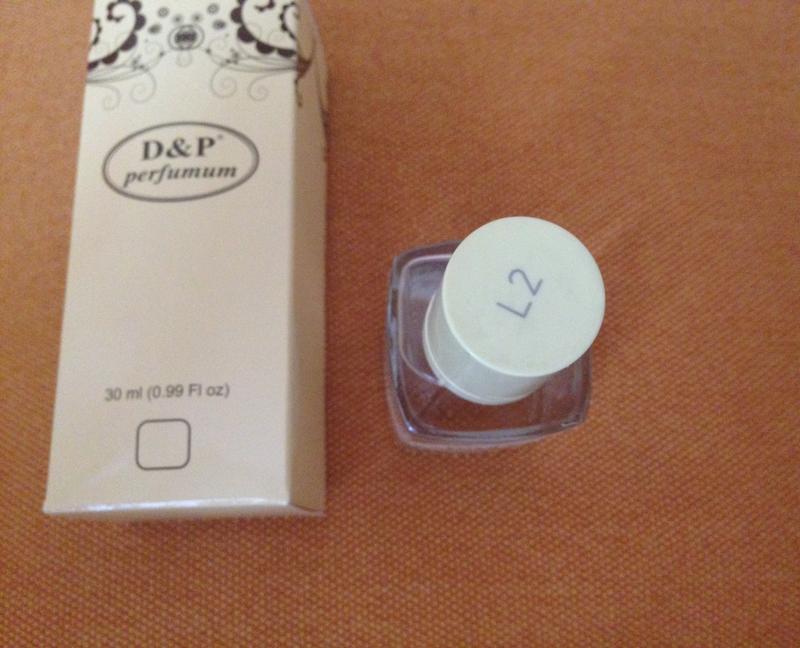 D&P®
perfumum
30 ml (0.99 Fl oz)
L2